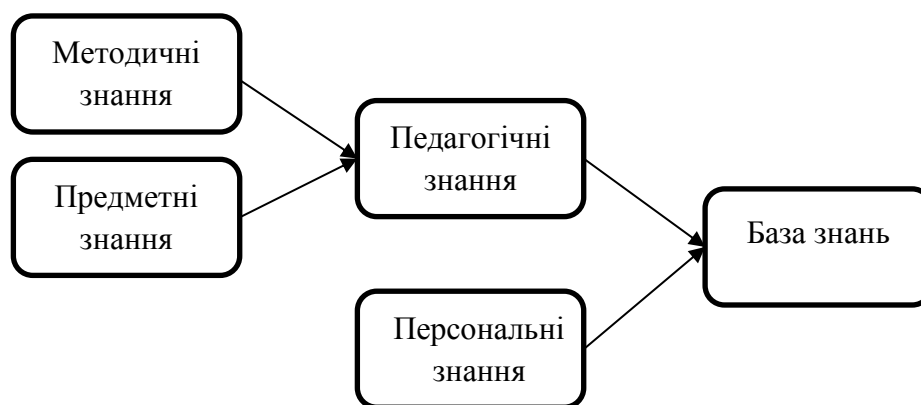 Методичні
знання
Предметні
знання
Педагогічні
знання
Персональні
знання
База знань